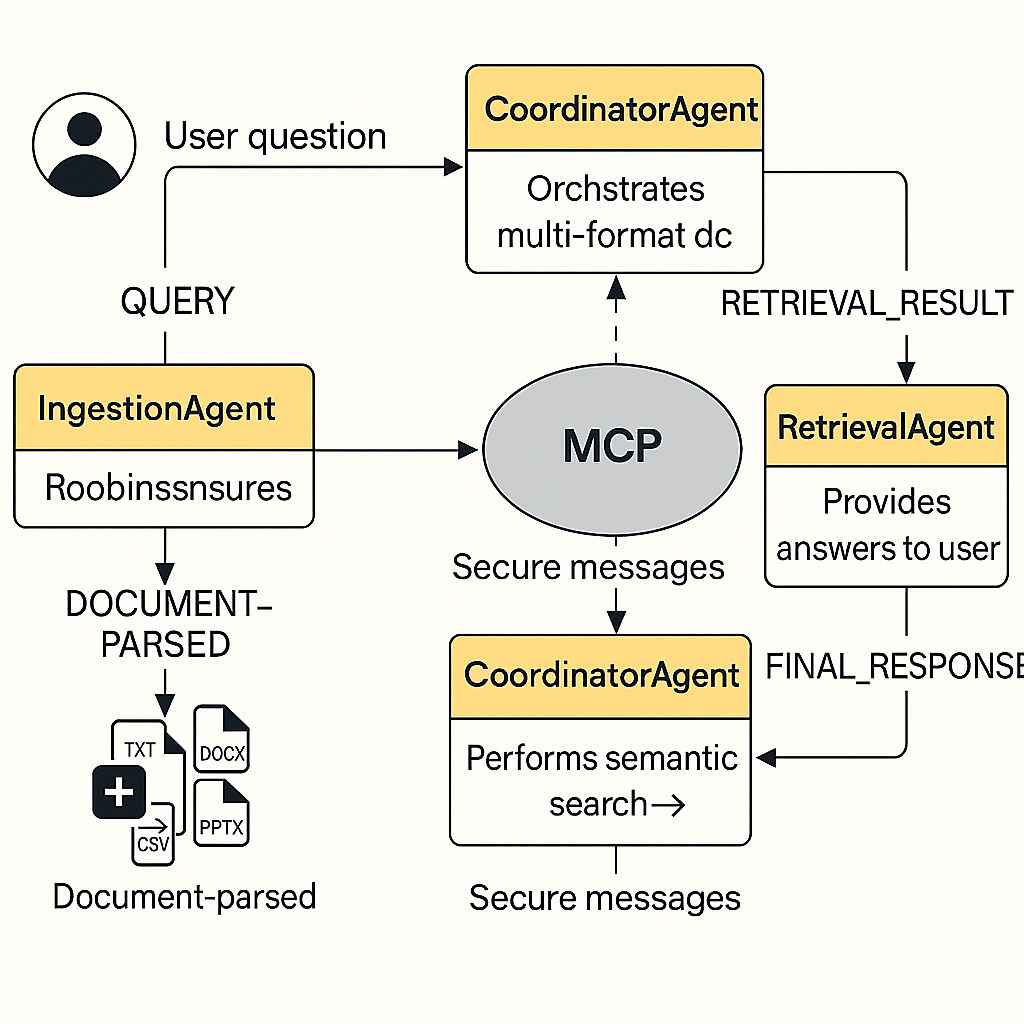 User question
CoordinatorAgent
Orchstrates
multi-format dc
QUERY
RETRIEVAL_RESULT
IngestionAgent
Roobinssnsures
MCP
RetrievalAgent
Provides
answers to user
Secure messages
DOCUMENT–
PARSED
CoordinatorAgent
FINAL_RESPONSE
Performs semantic
search→
TXT
DOCX
PPTX
CSV
Document-parsed
Secure messages